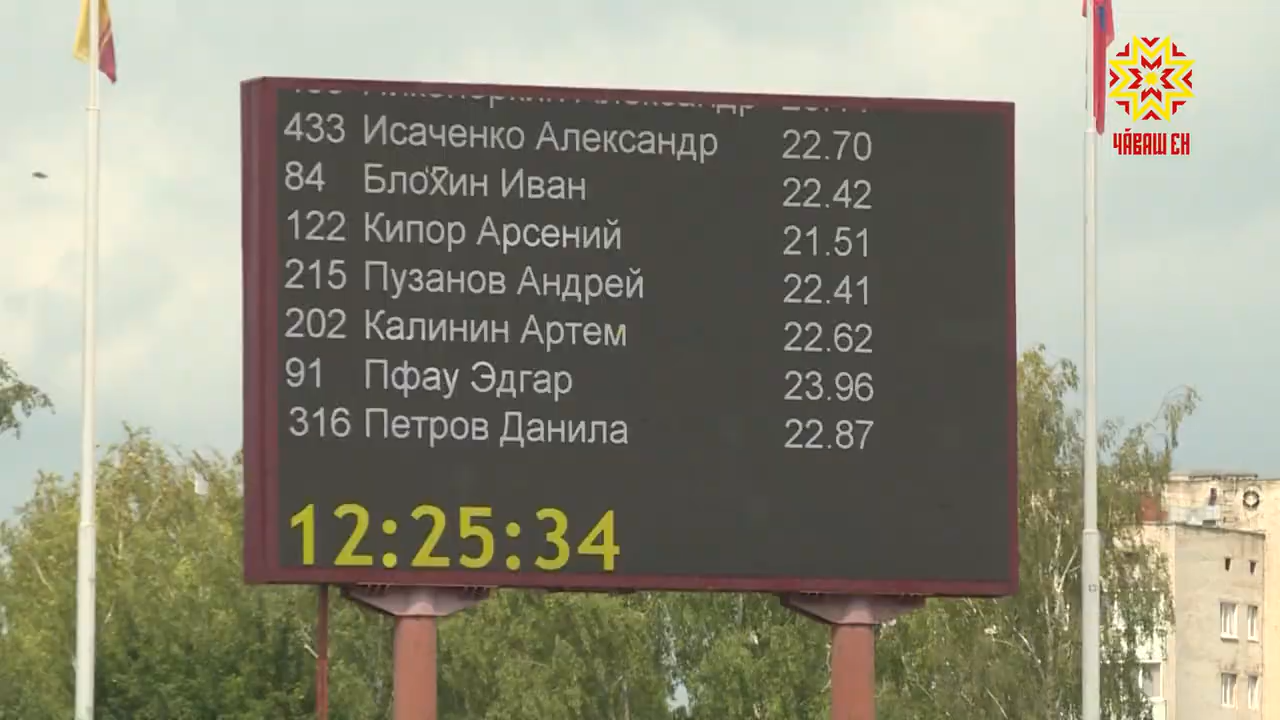 433 Исаченко Александр 22.70
84 Блохин Иван 22.42
122 Кипор Арсений 21.51
215 Пузанов Андрей 22.41
202 Калинин Артем 22.62
91 Пфау Эдгар 23.96
316 Петров Данила 22.87
12:25:34
ЧӐВАШ ЕН